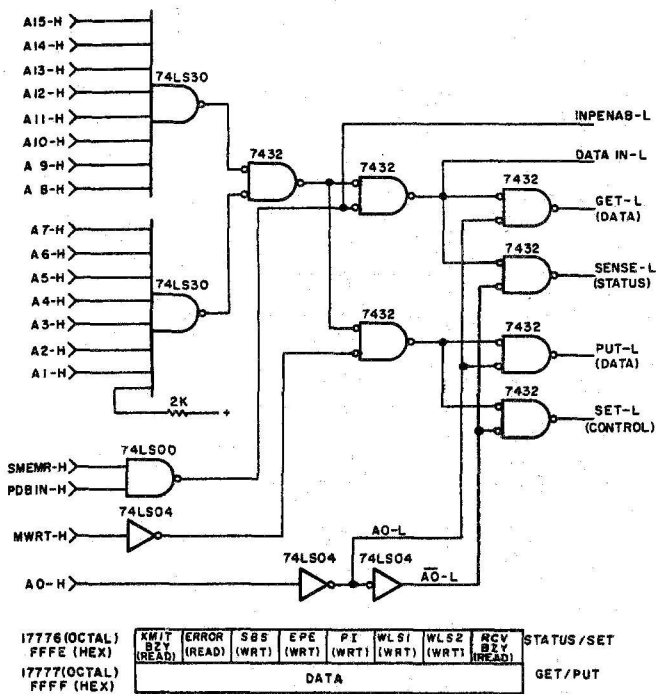 A15-H
A14-H
A13-H
A12-H
A11-H
A10-H
A 9-H
A 8-H
74LS30
7432
7432
INPENAB-L
DATA IN-L
7432
GET-L
(DATA)
A7-H
A6-H
A5-H
A4-H
A3-H
A2-H
A1-H
74LS30
2K
+
7432
SENSE-L
(STATUS)
7432
7432
PUT-L
(DATA)
7432
SET-L
(CONTROL)
SMEMR-H
PDBIN-H
74LS00
MWRT-H
74LS04
A0-H
74LS04
A0-L
74LS04
A0-L
17776 (OCTAL)
FFFE (HEX)
XMIT BZY (READ)
ERROR (READ)
SBS (WRT)
EPE (WRT)
PI (WRT)
WLS1 (WRT)
WLS2 (WRT)
RCV BZY (READ)
STATUS/SET
17777 (OCTAL)
FFFF (HEX)
DATA
GET/PUT